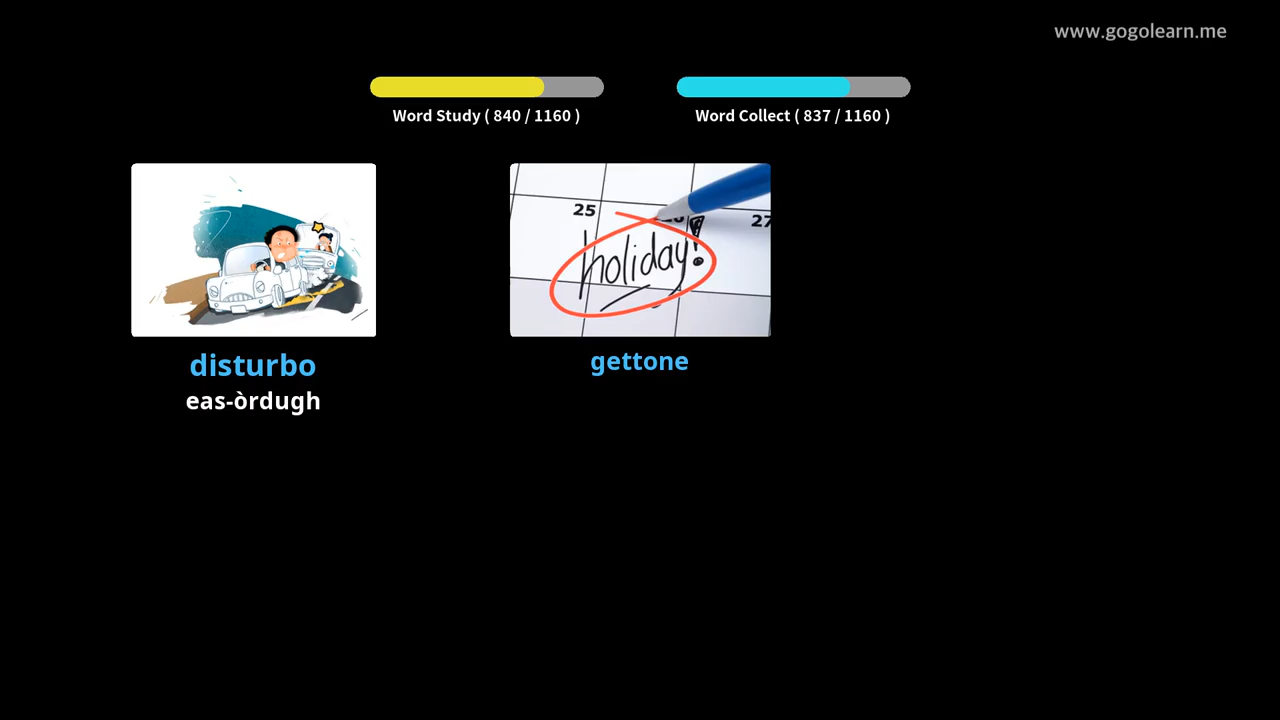 www.gogolearn.me
Word Study ( 840 / 1160 )
Word Collect ( 837 / 1160 )
25
27
holiday!
disturbo
eas-òrdugh
gettone